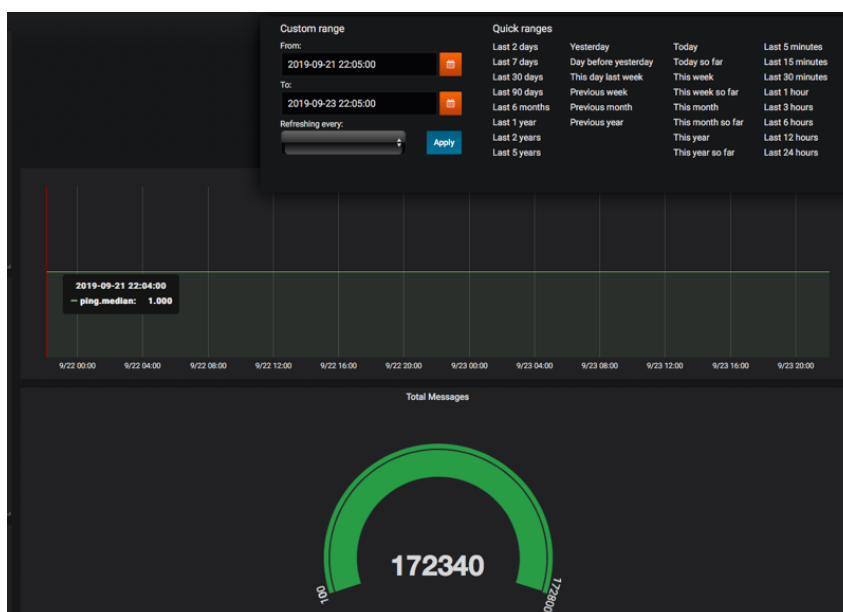 Custom range
From:
2019-09-21 22:05:00
To:
2019-09-23 22:05:00
Refreshing every:
Apply
Quick ranges
Last 2 days
Last 7 days
Last 30 days
Last 90 days
Last 6 months
Last 1 year
Last 2 years
Last 5 years
Yesterday
Day before yesterday
This day last week
Previous week
Previous month
Previous year
Today
Today so far
This week
This week so far
This month
This month so far
This year
This year so far
Last 5 minutes
Last 15 minutes
Last 30 minutes
Last 1 hour
Last 3 hours
Last 6 hours
Last 12 hours
Last 24 hours
2019-09-21 22:04:00
ping.median: 1.000
9/22 00:00 9/22 04:00 9/22 08:00 9/22 12:00 9/22 16:00 9/22 20:00 9/23 00:00 9/23 04:00 9/23 08:00 9/23 12:00 9/23 16:00 9/23 20:00
Total Messages
172340
100
172800